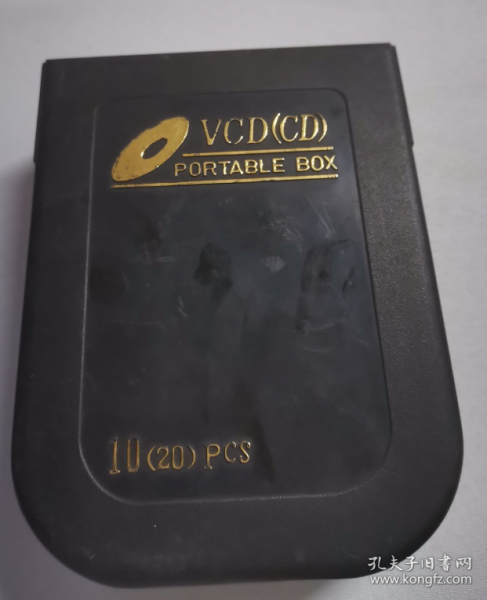 VCD(CD)
PORTABLE BOX
10(20)PCS
孔夫子旧书网
www.kongfz.com